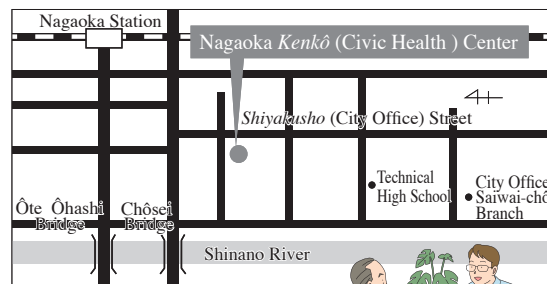 Nagaoka Station
Nagaoka Kenkô (Civic Health ) Center
Shiyakusho (City Office) Street
Technical
High School
City Office
Saiwai-chô
Branch
Ôte Ôhashi
Bridge
Chôsei
Bridge
Shinano River